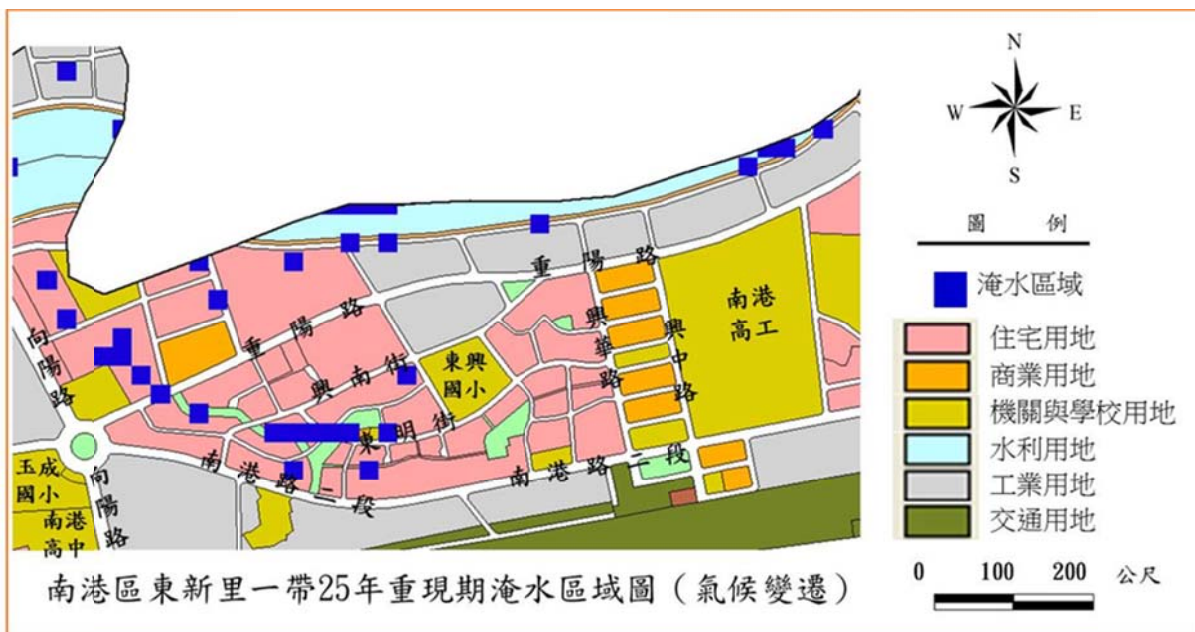 N
W E
S
圖 例
淹水區域
住宅用地
商業用地
機關與學校用地
水利用地
工業用地
交通用地
0 100 200 公尺
重陽路
南港
高工
向陽路
重陽路
興華路
興中路
興南街
東興
國小
東明街
南港路二段
南港路二段
玉成
國小
向陽路
南港
高中
南港區東新里一帶25年重現期淹水區域圖（氣候變遷）